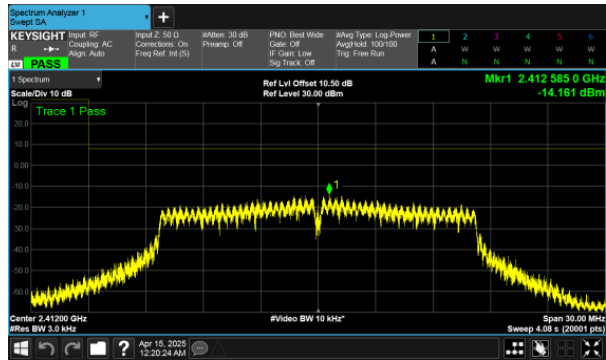 Spectrum Analyzer 1
Swept SA
KEYSIGHT Input: RF Input Z: 50 Ω #Atten: 30 dB PNO: Best Wide #Avg Type: Log-Power 1 2 3 4 5 6
R Coupling: AC Corrections: On Preamp: Off Gate: Off Avg|Hold: 100/100 A W W W W W
Align: Auto Freq Ref: Int (S) IF Gain: Low Trig: Free Run
LXI PASS Sig Track: Off A N N N N N
1 Spectrum Ref Lvl Offset 10.50 dB Mkr1 2.412 585 0 GHz
Scale/Div 10 dB Ref Level 30.00 dBm -14.161 dBm
Log
Trace 1 Pass
20.0
10.0
0.00
1
-10.0
-20.0
-30.0
-40.0
-50.0
-60.0
Center 2.41200 GHz #Video BW 10 kHz* Span 30.00 MHz
#Res BW 3.0 kHz Sweep 4.08 s (20001 pts)
? Apr 15, 2025
12:20:24 AM